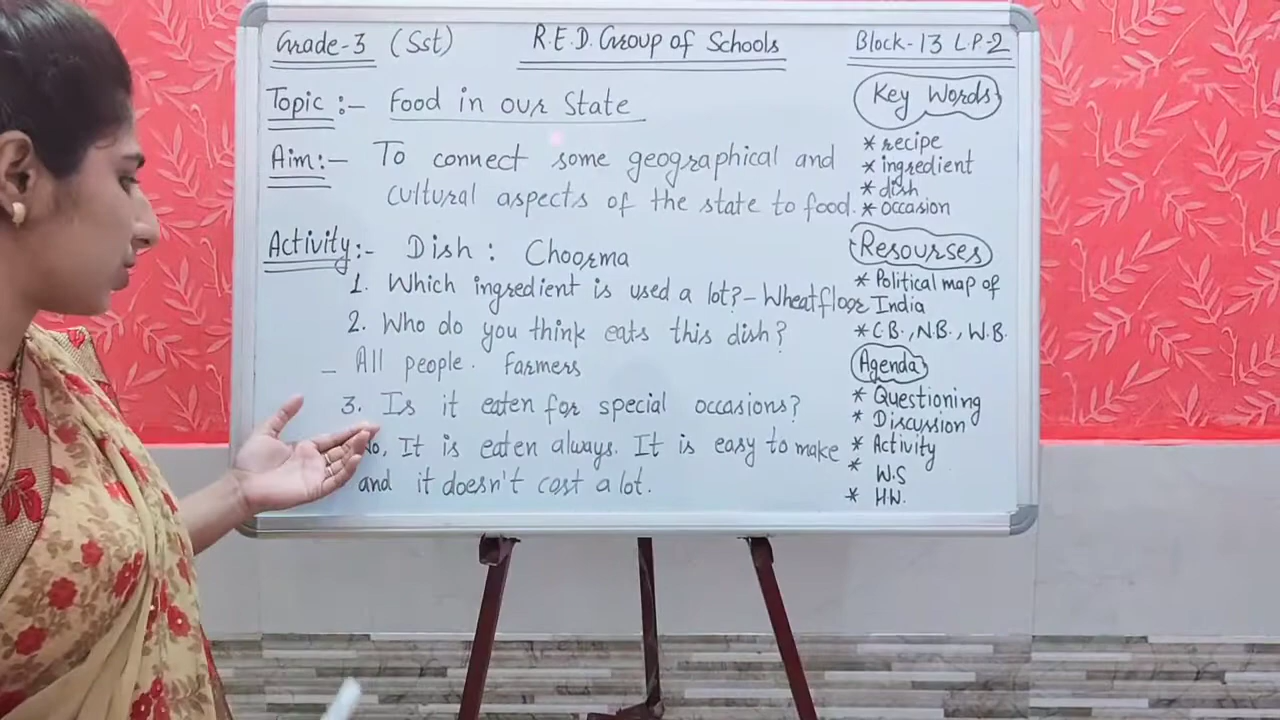 Grade-3 (Sst)
R.E.D. Group of Schools
Block-13 L.P-2
Topic :- Food in our State
Aim:- To connect some geographical and
cultural aspects of the state to food.
Activity:- Dish : Choorma
1. Which ingredient is used a lot?- Wheat floor
2. Who do you think eats this dish?
- All people. Farmers
3. Is it eaten for special occasions?
No, It is eaten always. It is easy to make
and it doesn't cost a lot.
Key Words
* recipe
* ingredient
* dish
* occasion
Resourses
* Political map of
India
* C.B., N.B., W.B.
Agenda
* Questioning
* Discussion
* Activity
* W.S
* H.W.